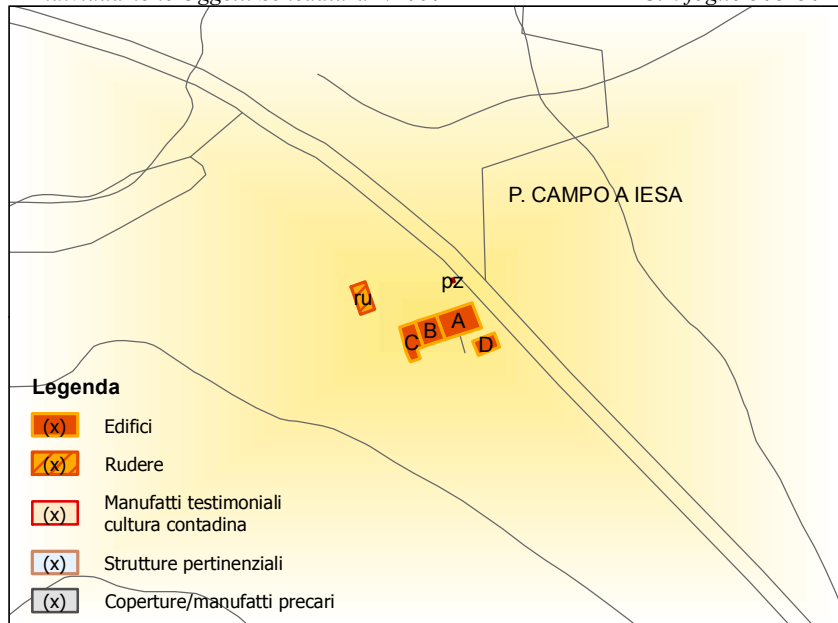 P. CAMPO A IESA
pz
ru
A
B
C
D
Legenda
(x) Edifici
(x) Rudere
(x) Manufatti testimoniali
cultura contadina
(x) Strutture pertinenziali
(x) Coperture/manufatti precari